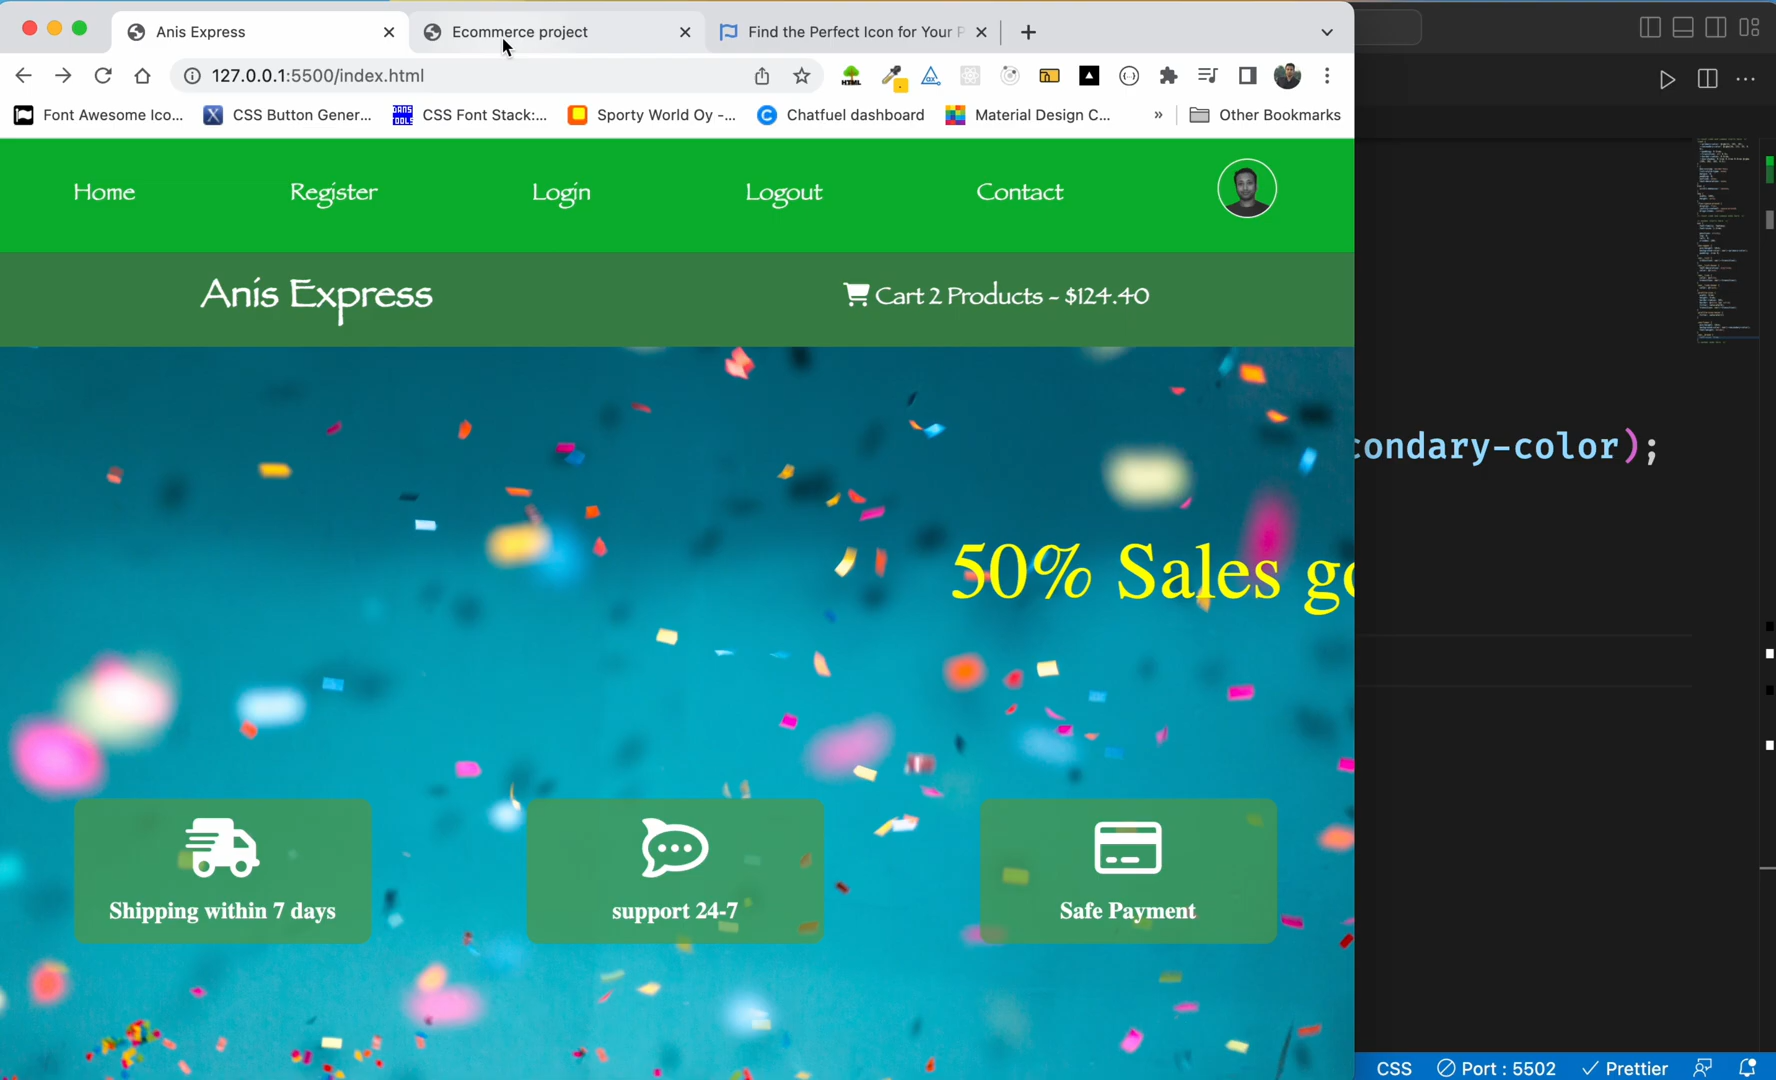 Anis Express
Ecommerce project
Find the Perfect Icon for Your P
127.0.0.1:5500/index.html
Font Awesome Ico...
CSS Button Gener...
CSS Font Stack:...
Sporty World Oy -...
Chatfuel dashboard
Material Design C...
»
Other Bookmarks
Home
Register
Login
Logout
Contact
Anis Express
Cart 2 Products - $124.40
condary-color);
50% Sales go
Shipping within 7 days
support 24-7
Safe Payment
CSS
Port : 5502
Prettier